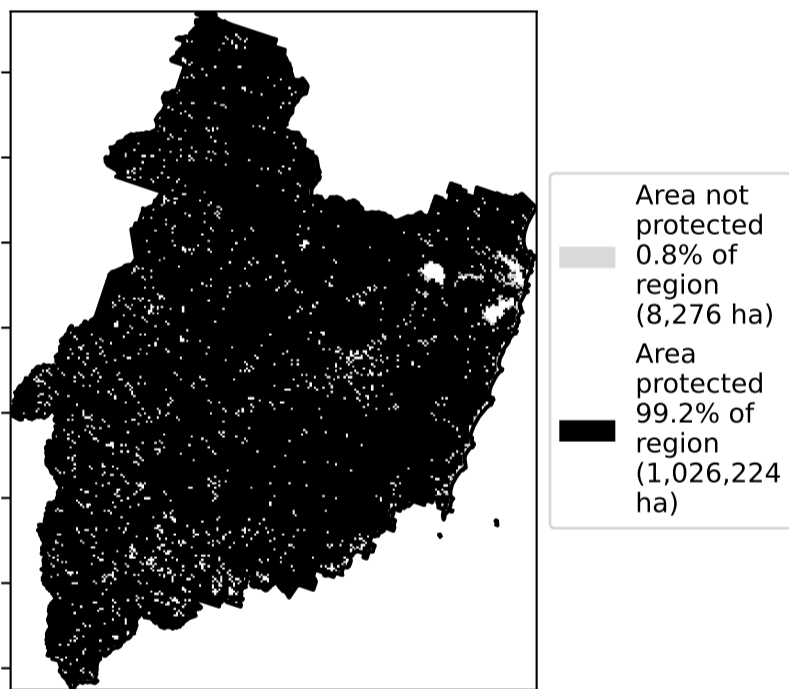 Area not
protected
0.8% of
region
(8,276 ha)
Area
protected
99.2% of
region
(1,026,224
ha)